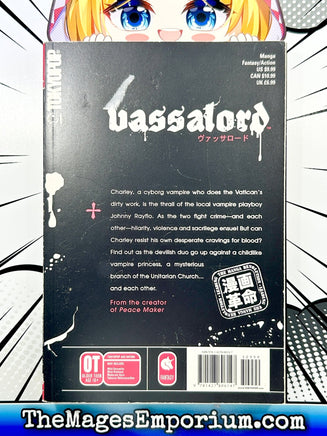 TOKYOPOP
Manga
Fantasy/Action
US $9.99
CAN $10.99
UK £6.99
vassalord™
ヴァッサロード
Charley, a cyborg vampire who does the Vatican's
dirty work, is the thrall of the local vampire playboy
Johnny Rayflo. As the two fight crime—and each
other—hilarity, violence and sacrilege ensue! But can
Charley resist his own desperate cravings for blood?
Find out as the devilish duo go up against a childlike
vampire princess, a mysterious
branch of the Unitarian Church...
and each other.
From the creator
of Peace Maker
漫画
革命
OT
OLDER TEEN
AGE 16+
FANTASY
TheMagesEmporium.com